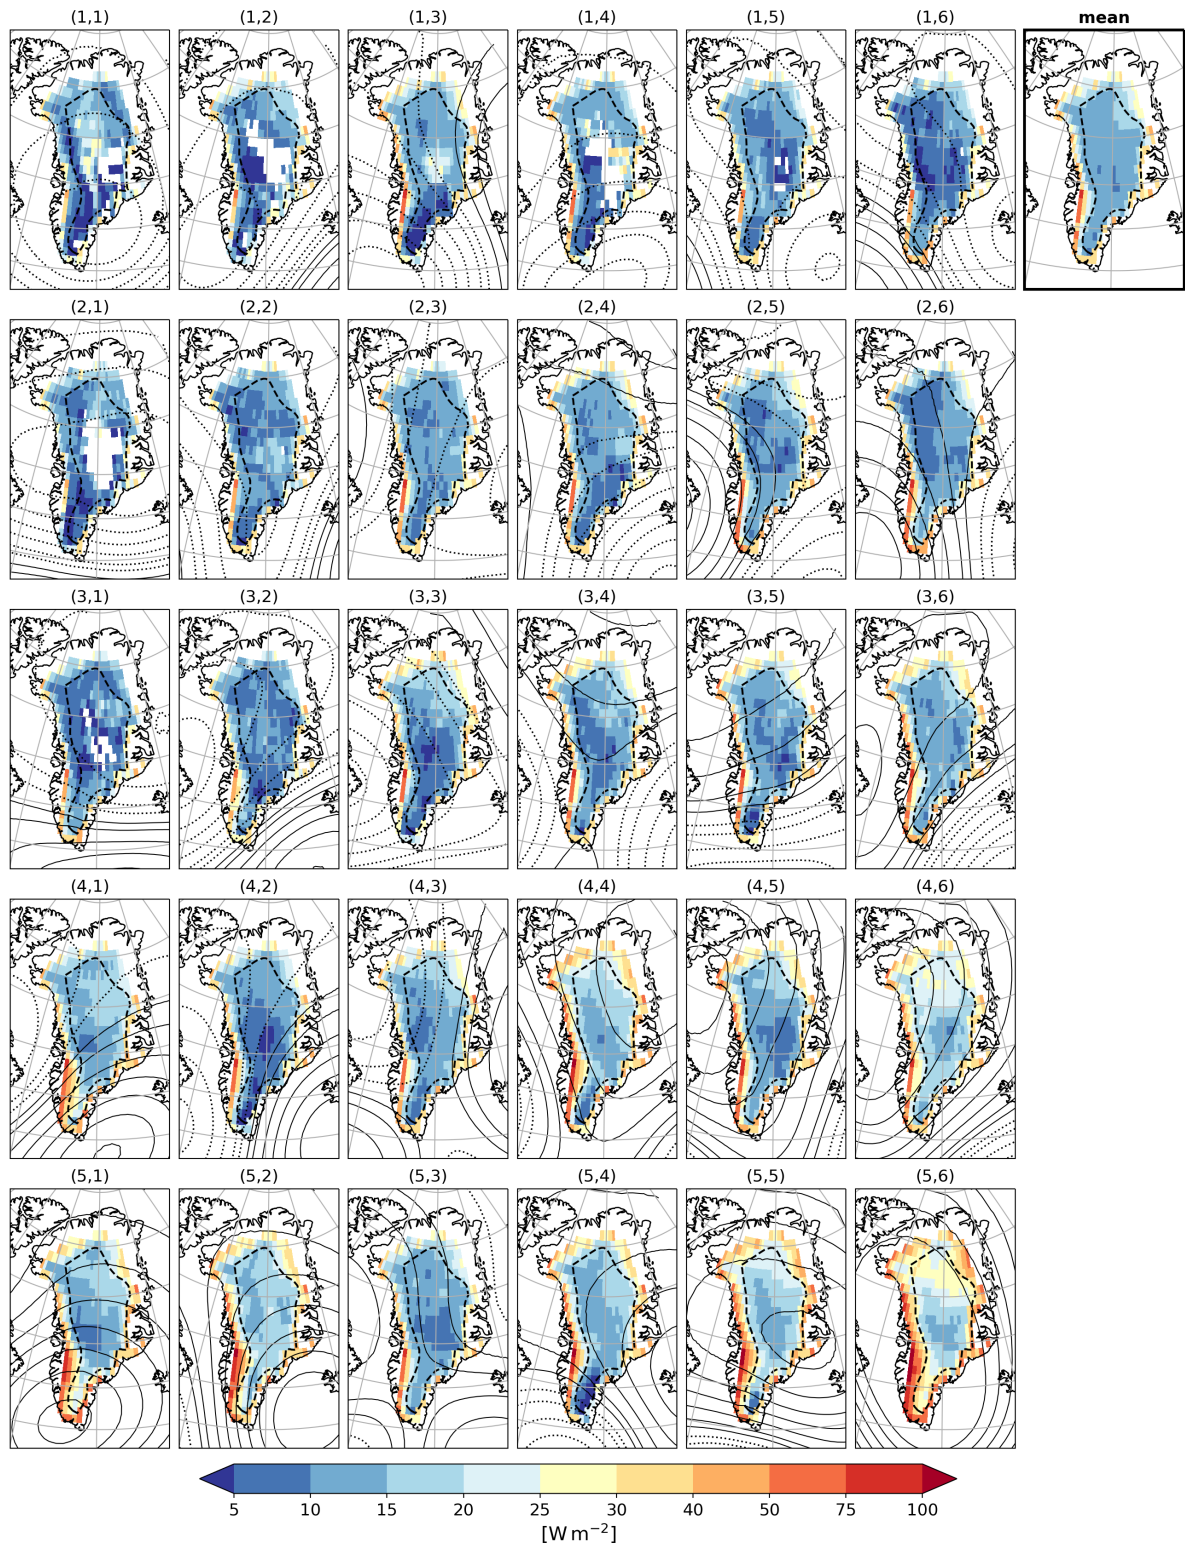 (1,1) (1,2) (1,3) (1,4) (1,5) (1,6) mean
(2,1) (2,2) (2,3) (2,4) (2,5) (2,6)
(3,1) (3,2) (3,3) (3,4) (3,5) (3,6)
(4,1) (4,2) (4,3) (4,4) (4,5) (4,6)
(5,1) (5,2) (5,3) (5,4) (5,5) (5,6)
5 10 15 20 25 30 40 50 75 100
[W m⁻²]